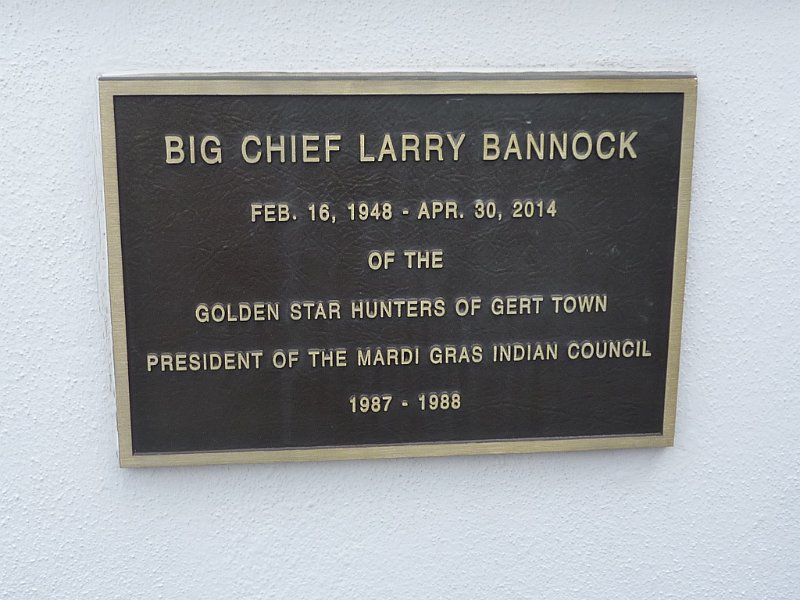 BIG CHIEF LARRY BANNOCK
FEB. 16, 1948 - APR. 30, 2014
OF THE
GOLDEN STAR HUNTERS OF GERT TOWN
PRESIDENT OF THE MARDI GRAS INDIAN COUNCIL
1987 - 1988